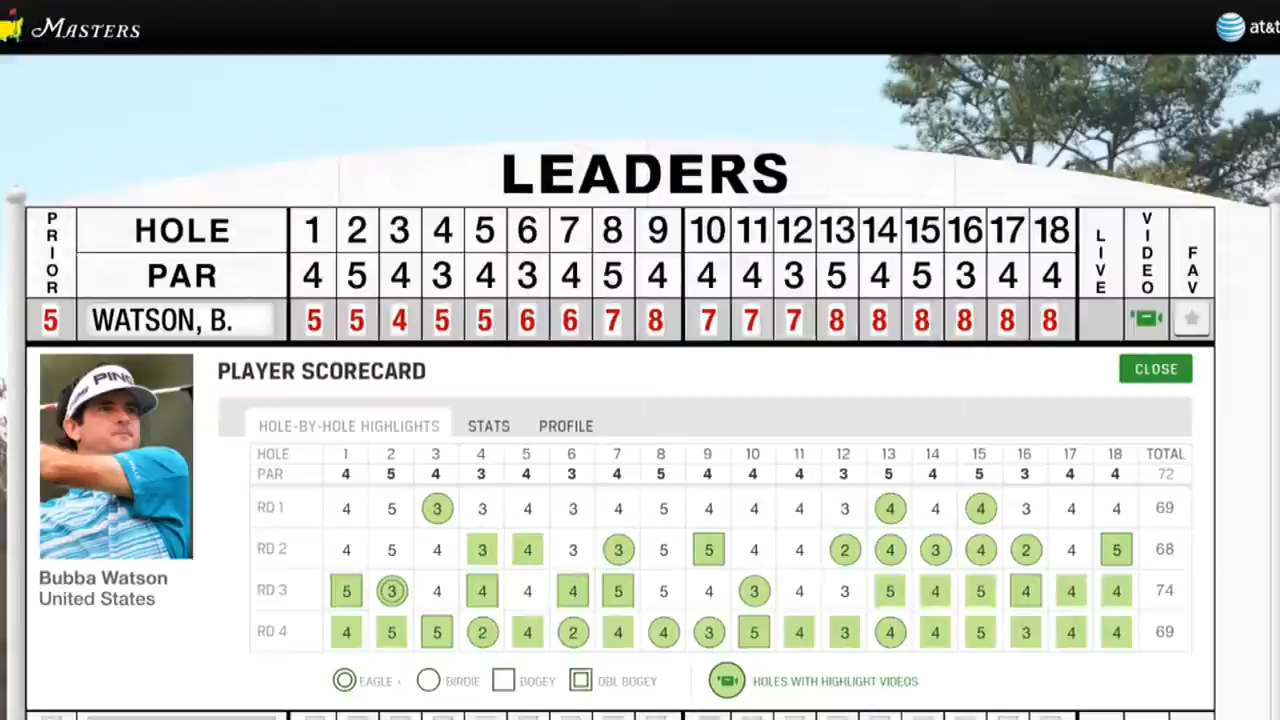 MASTERS
at&t
LEADERS
PRIOR HOLE 1 2 3 4 5 6 7 8 9 10 11 12 13 14 15 16 17 18 LIVE VIDEO FAV
PAR 4 5 4 3 4 3 4 5 4 4 4 3 5 4 5 3 4 4
5 WATSON, B. 5 5 4 5 5 6 6 7 8 7 7 7 8 8 8 8 8 8
PING
PLAYER SCORECARD
CLOSE
HOLE-BY-HOLE HIGHLIGHTS STATS PROFILE
HOLE 1 2 3 4 5 6 7 8 9 10 11 12 13 14 15 16 17 18 TOTAL
PAR 4 5 4 3 4 3 4 5 4 4 4 3 5 4 5 3 4 4 72
RD 1 4 5 3 3 4 3 4 5 4 4 4 3 4 4 4 3 4 4 69
RD 2 4 5 4 3 4 3 3 5 5 4 4 2 4 3 4 2 4 5 68
RD 3 5 3 4 4 4 4 5 5 4 3 4 3 5 4 5 4 4 4 74
RD 4 4 5 5 2 4 2 4 4 3 5 4 3 4 4 5 3 4 4 69
Bubba Watson
United States
EAGLE + BIRDIE BOGEY DBL BOGEY HOLES WITH HIGHLIGHT VIDEOS